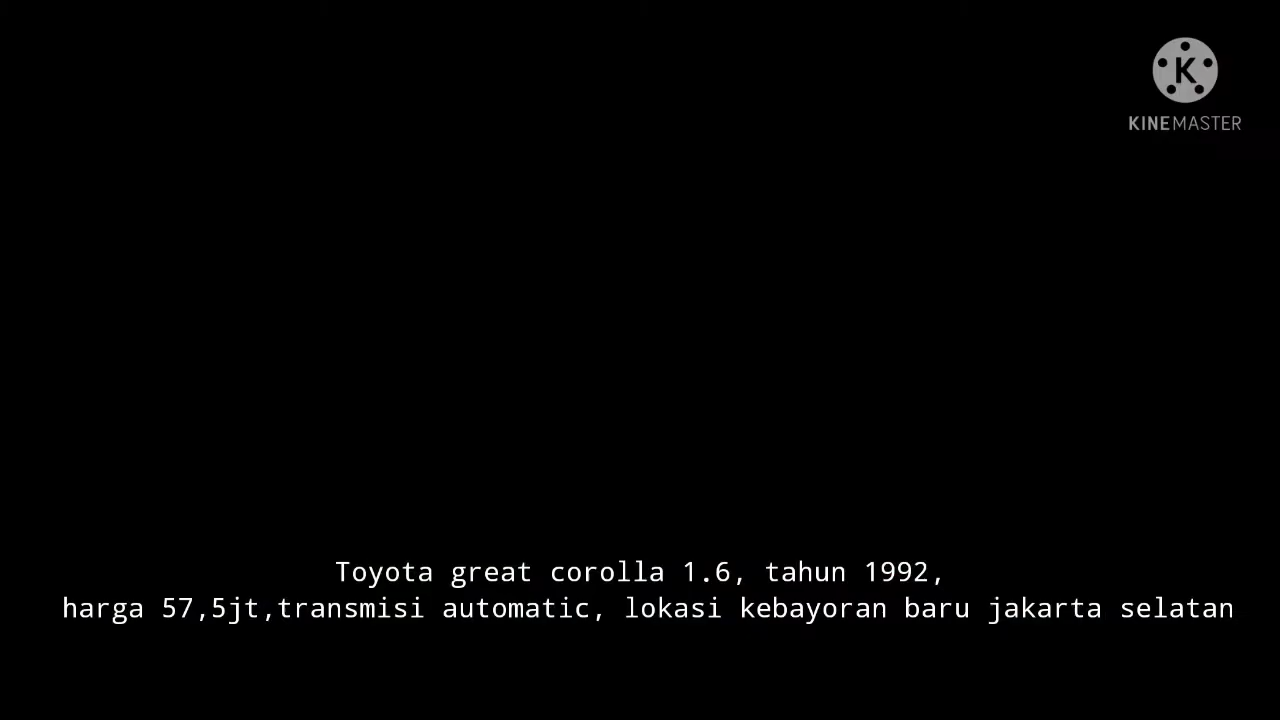 K
KINEMASTER
Toyota great corolla 1.6, tahun 1992,
harga 57,5jt,transmisi automatic, lokasi kebayoran baru jakarta selatan